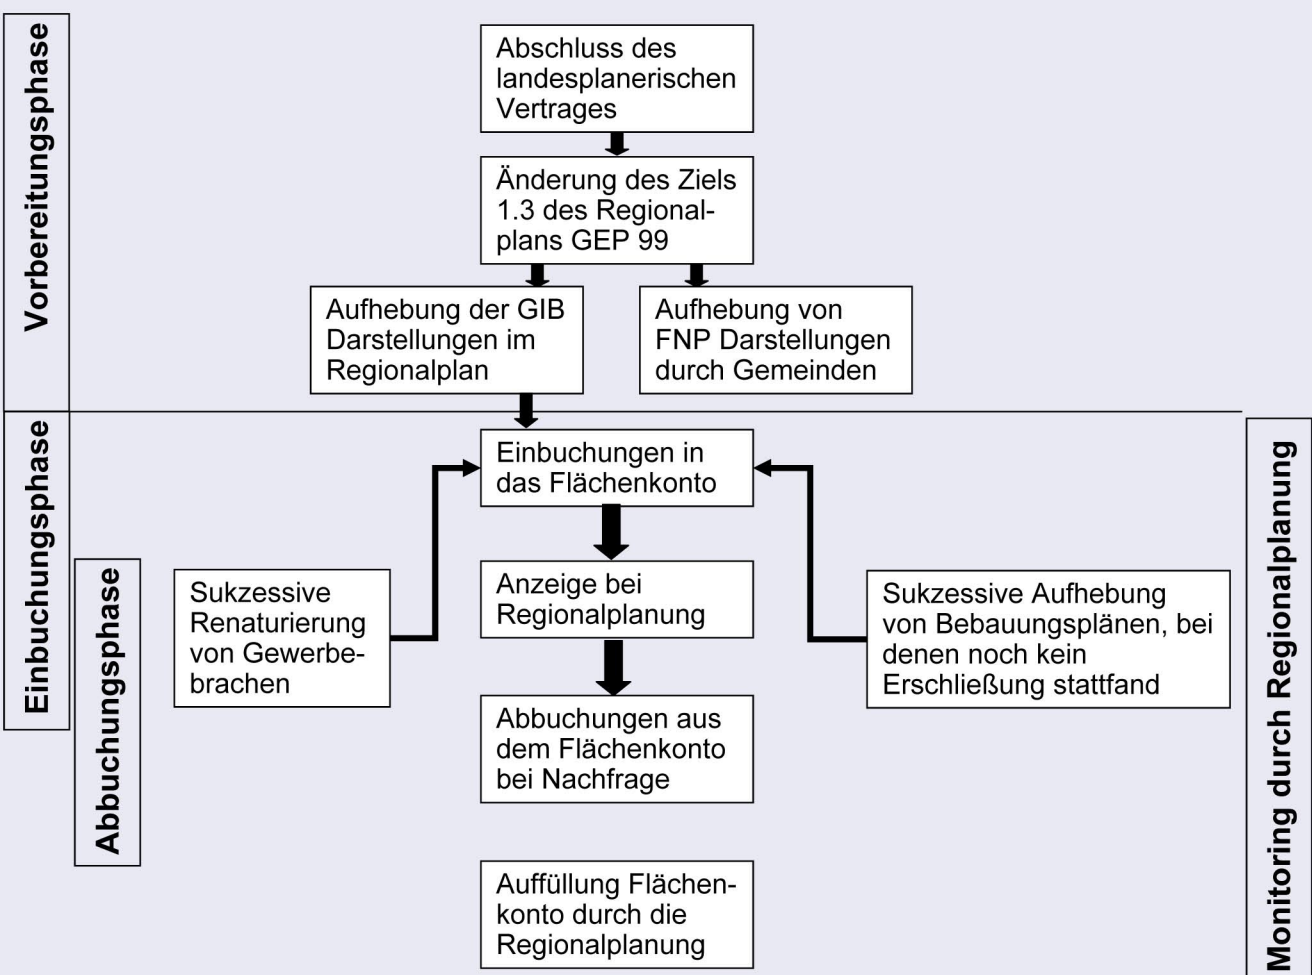 Vorbereitungsphase
Abschluss des
landesplanerischen
Vertrages
Änderung des Ziels
1.3 des Regional-
plans GEP 99
Aufhebung der GIB
Darstellungen im
Regionalplan
Aufhebung von
FNP Darstellungen
durch Gemeinden
Einbuchungsphase
Abbuchungsphase
Einbuchungen in
das Flächenkonto
Sukzessive
Renaturierung
von Gewerbe-
brachen
Anzeige bei
Regionalplanung
Sukzessive Aufhebung
von Bebauungsplänen, bei
denen noch kein
Erschließung stattfand
Abbuchungen aus
dem Flächenkonto
bei Nachfrage
Auffüllung Flächen-
konto durch die
Regionalplanung
Monitoring durch Regionalplanung